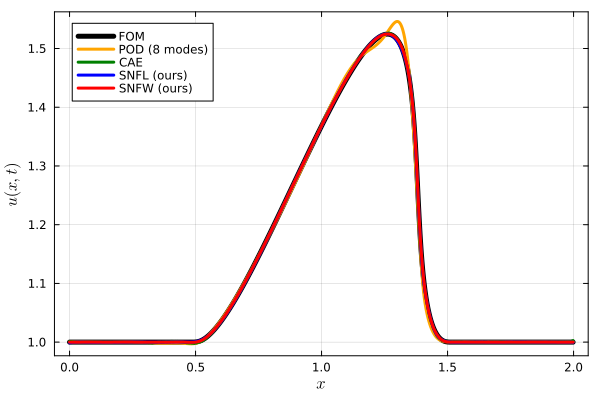 FOM
POD (8 modes)
CAE
SNFL (ours)
SNFW (ours)
u(x, t)
1.5
1.4
1.3
1.2
1.1
1.0
0.0 0.5 1.0 1.5 2.0
x